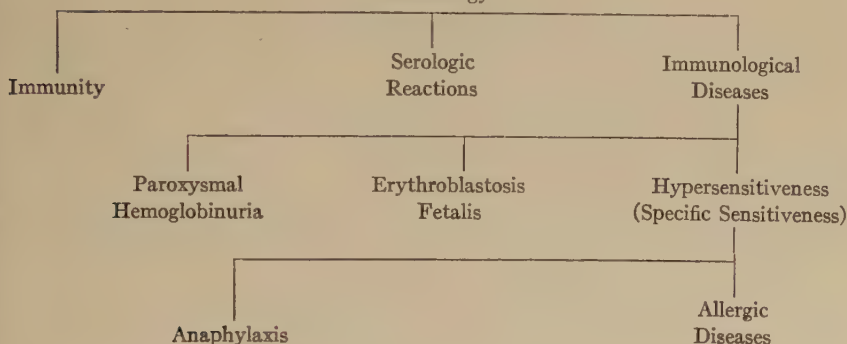 Immunity
Serologic
Reactions
Immunological
Diseases
Paroxysmal
Hemoglobinuria
Erythroblastosis
Fetalis
Hypersensitiveness
(Specific Sensitiveness)
Anaphylaxis
Allergic
Diseases